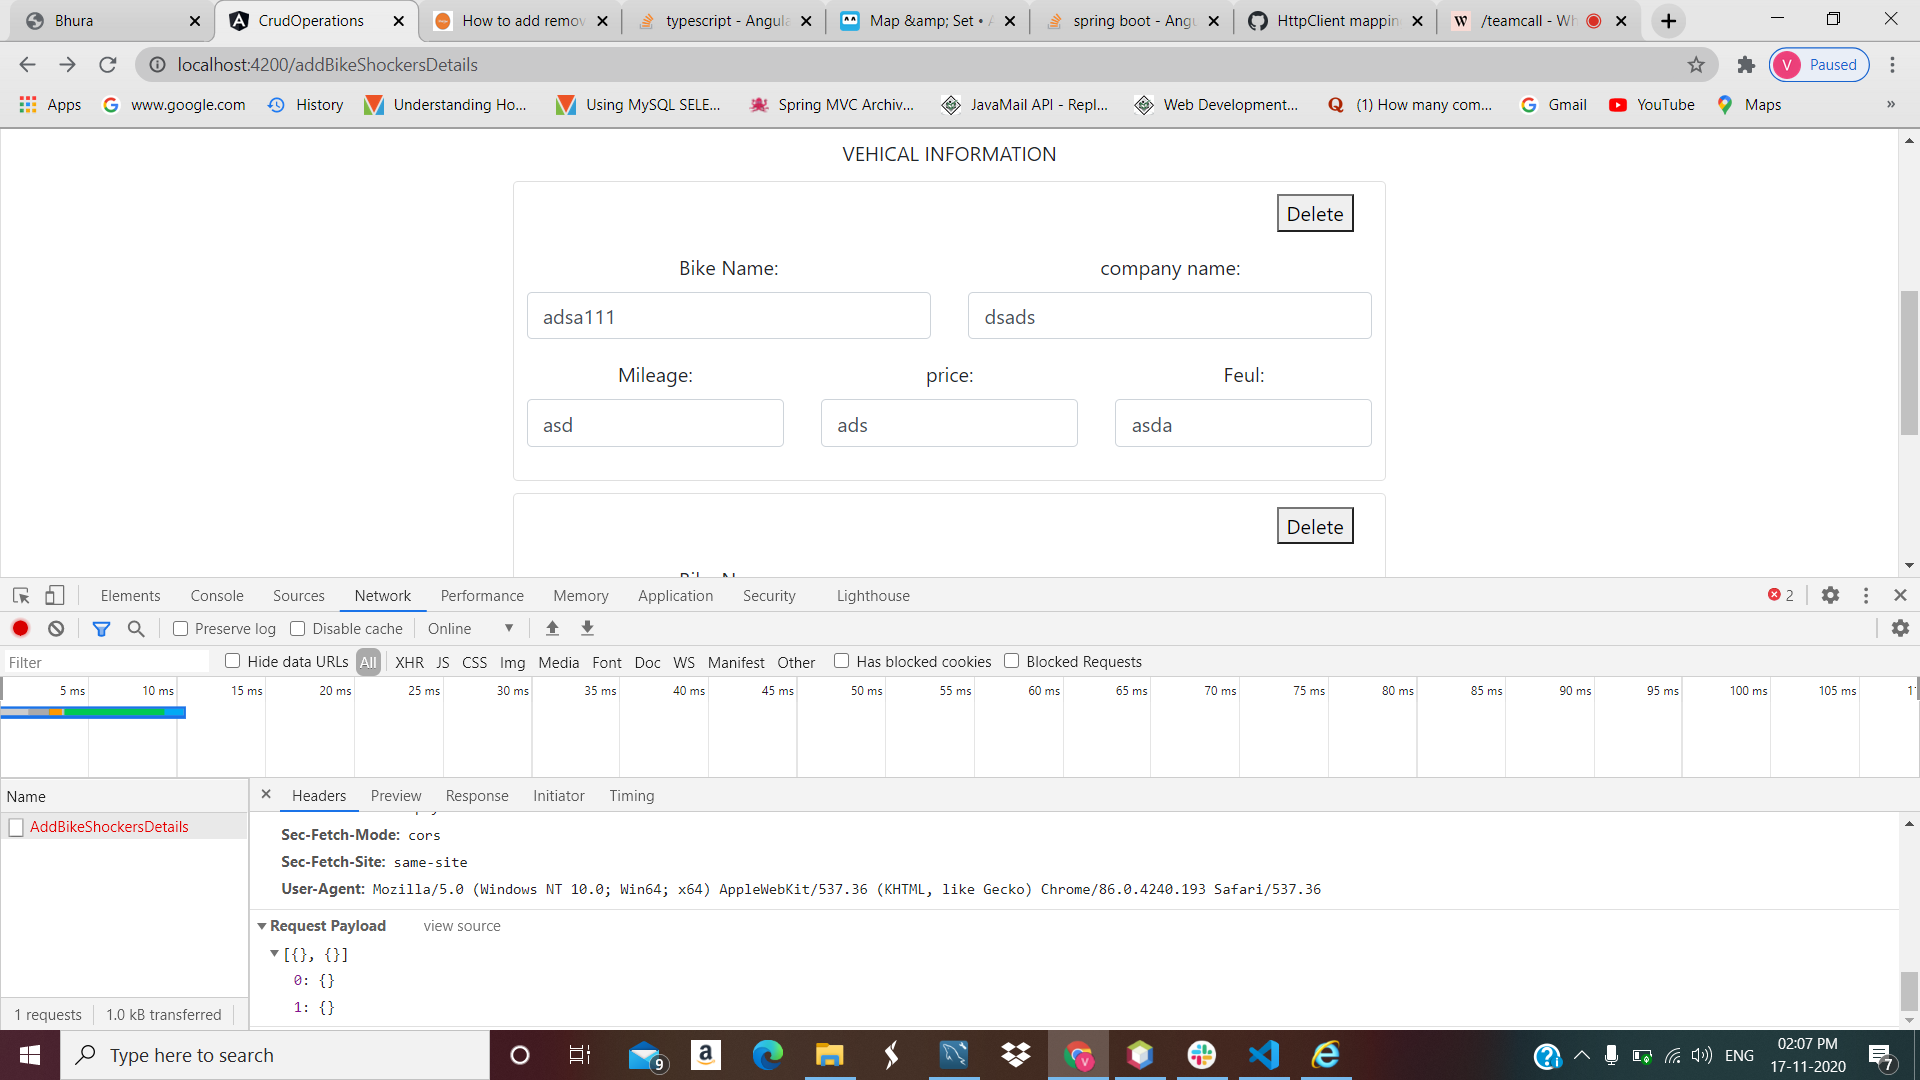 Bhura
CrudOperations
How to add remov
typescript - Angula
Map &amp; Set • A
spring boot - Angu
HttpClient mappin
/teamcall - Wh
localhost:4200/addBikeShockersDetails
V Paused
Apps
www.google.com
History
Understanding Ho...
Using MySQL SELE...
Spring MVC Archiv...
JavaMail API - Repl...
Web Development...
(1) How many com...
Gmail
YouTube
Maps
»
VEHICAL INFORMATION
Delete
Bike Name: company name:
adsa111 dsads
Mileage: price: Feul:
asd ads asda
Delete
Elements Console Sources Network Performance Memory Application Security Lighthouse 2
Preserve log Disable cache Online
Filter Hide data URLs All XHR JS CSS Img Media Font Doc WS Manifest Other Has blocked cookies Blocked Requests
5 ms 10 ms 15 ms 20 ms 25 ms 30 ms 35 ms 40 ms 45 ms 50 ms 55 ms 60 ms 65 ms 70 ms 75 ms 80 ms 85 ms 90 ms 95 ms 100 ms 105 ms
Name
Headers Preview Response Initiator Timing
AddBikeShockersDetails
Sec-Fetch-Mode: cors
Sec-Fetch-Site: same-site
User-Agent: Mozilla/5.0 (Windows NT 10.0; Win64; x64) AppleWebKit/537.36 (KHTML, like Gecko) Chrome/86.0.4240.193 Safari/537.36
Request Payload view source
[{}, {}]
0: {}
1: {}
1 requests 1.0 kB transferred
Type here to search
9
ENG
02:07 PM
17-11-2020
7